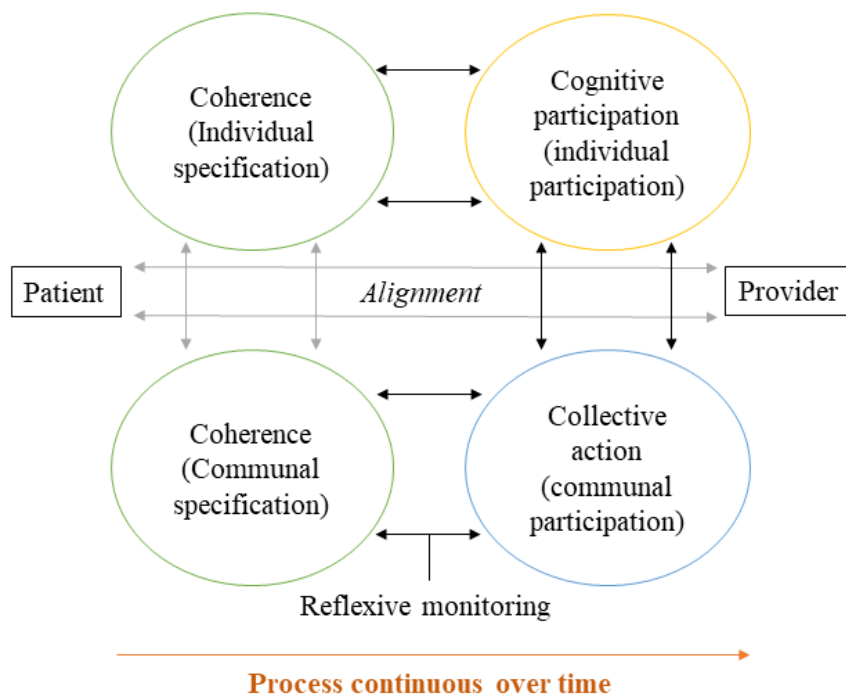 Coherence
(Individual
specification)
Cognitive
participation
(individual
participation)
Patient
Alignment
Provider
Coherence
(Communal
specification)
Collective
action
(communal
participation)
Reflexive monitoring
Process continuous over time